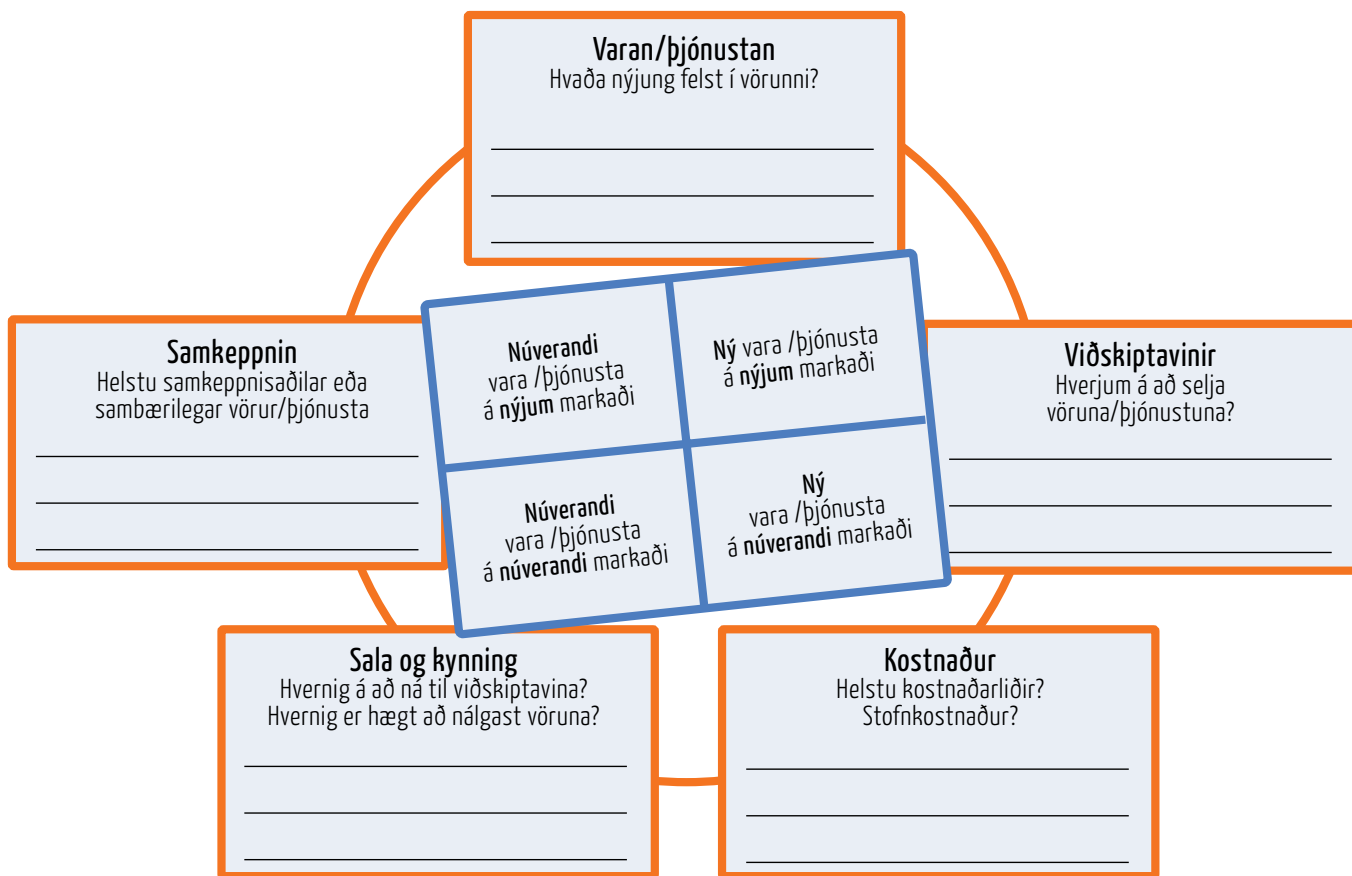 Varan/þjónustan
Hvaða nýjung felst í vörunni?
Samkeppnin
Helstu samkeppnisaðilar eða
sambærilegar vörur/þjónusta
Núverandi
vara /þjónusta
á nýjum markaði
Ný vara /þjónusta
á nýjum markaði
Núverandi
vara /þjónusta
á núverandi markaði
Ný
vara /þjónusta
á núverandi markaði
Viðskiptavinir
Hverjum á að selja
vöruna/þjónustuna?
Sala og kynning
Hvernig á að ná til viðskiptavina?
Hvernig er hægt að nálgast vöruna?
Kostnaður
Helstu kostnaðarliðir?
Stofnkostnaður?